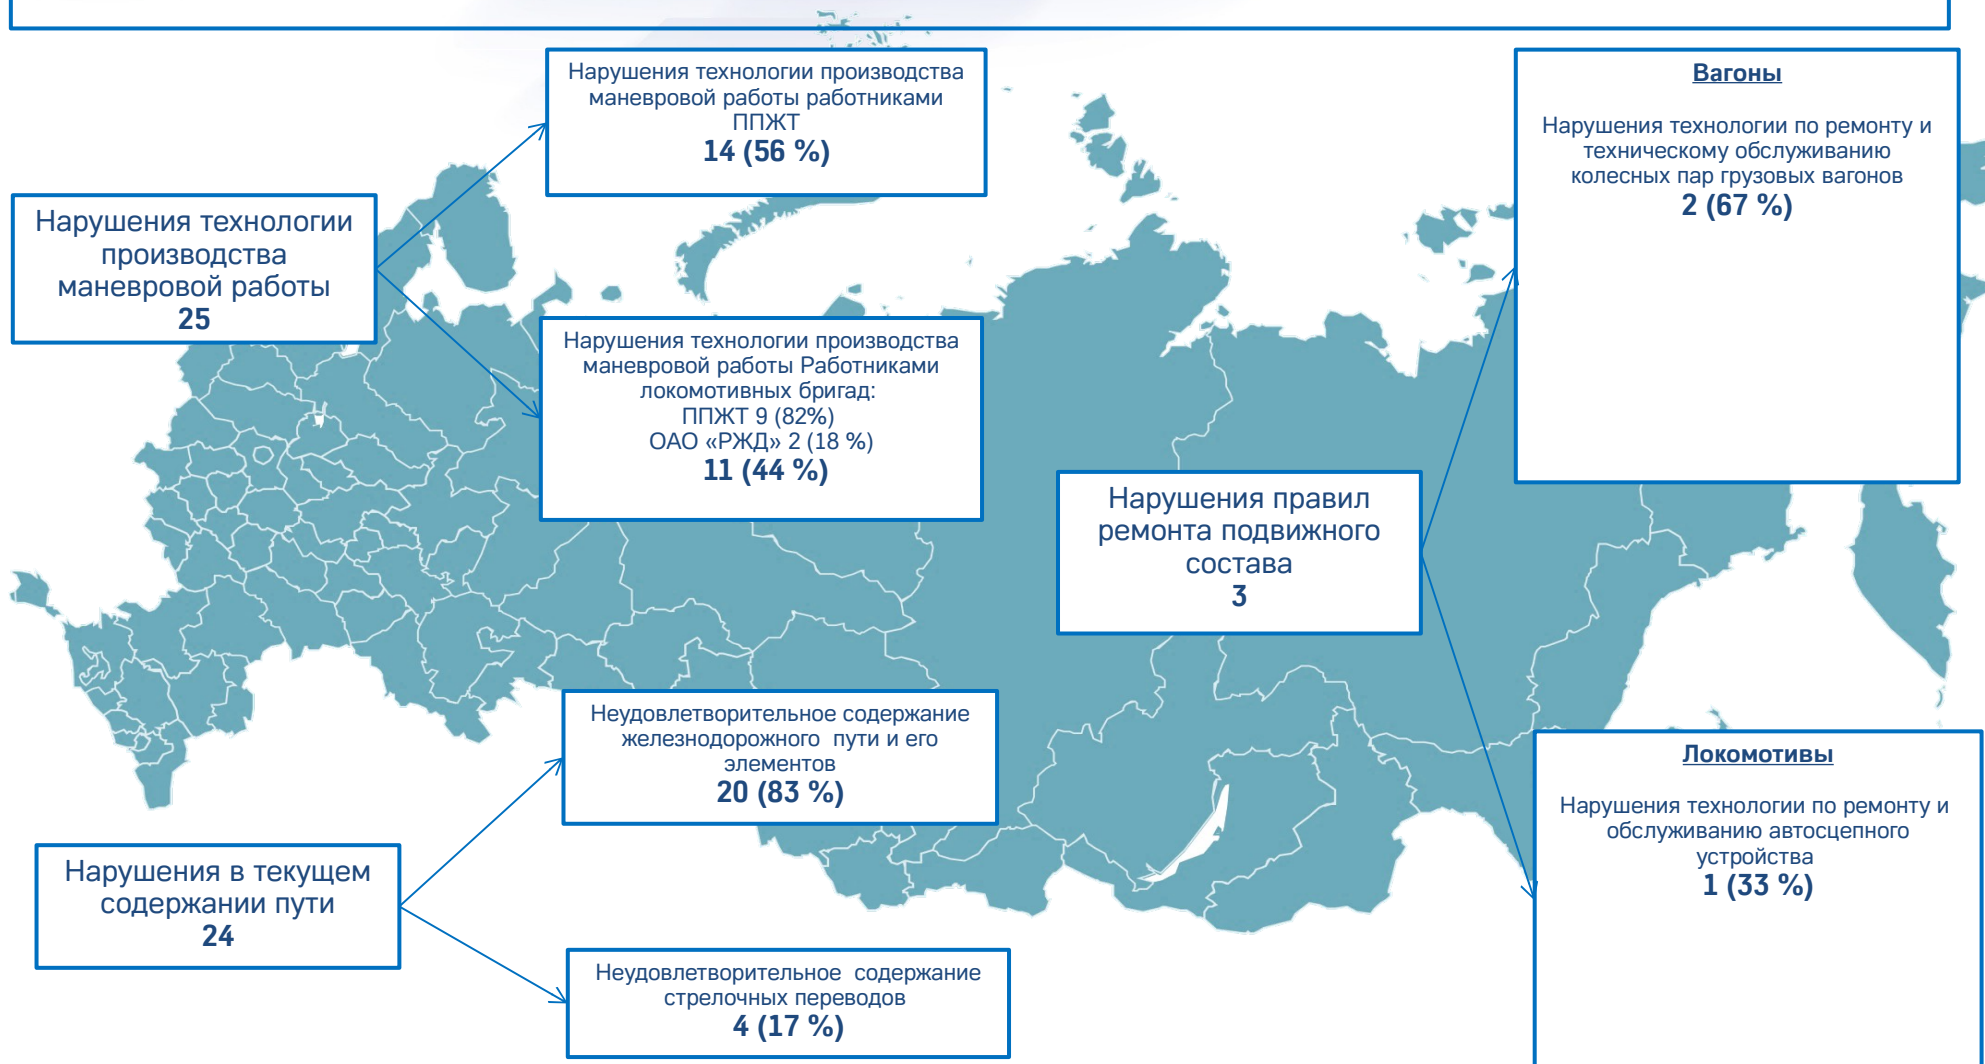 Нарушения технологии производства
маневровой работы работниками
ППЖТ
14 (56 %)
Нарушения технологии
производства
маневровой работы
25
Нарушения технологии производства
маневровой работы Работниками
локомотивных бригад:
ППЖТ 9 (82%)
ОАО «РЖД» 2 (18 %)
11 (44 %)
Вагоны
Нарушения технологии по ремонту и
техническому обслуживанию
колесных пар грузовых вагонов
2 (67 %)
Нарушения правил
ремонта подвижного
состава
3
Локомотивы
Нарушения технологии по ремонту и
обслуживанию автосцепного
устройства
1 (33 %)
Неудовлетворительное содержание
железнодорожного пути и его
элементов
20 (83 %)
Нарушения в текущем
содержании пути
24
Неудовлетворительное содержание
стрелочных переводов
4 (17 %)